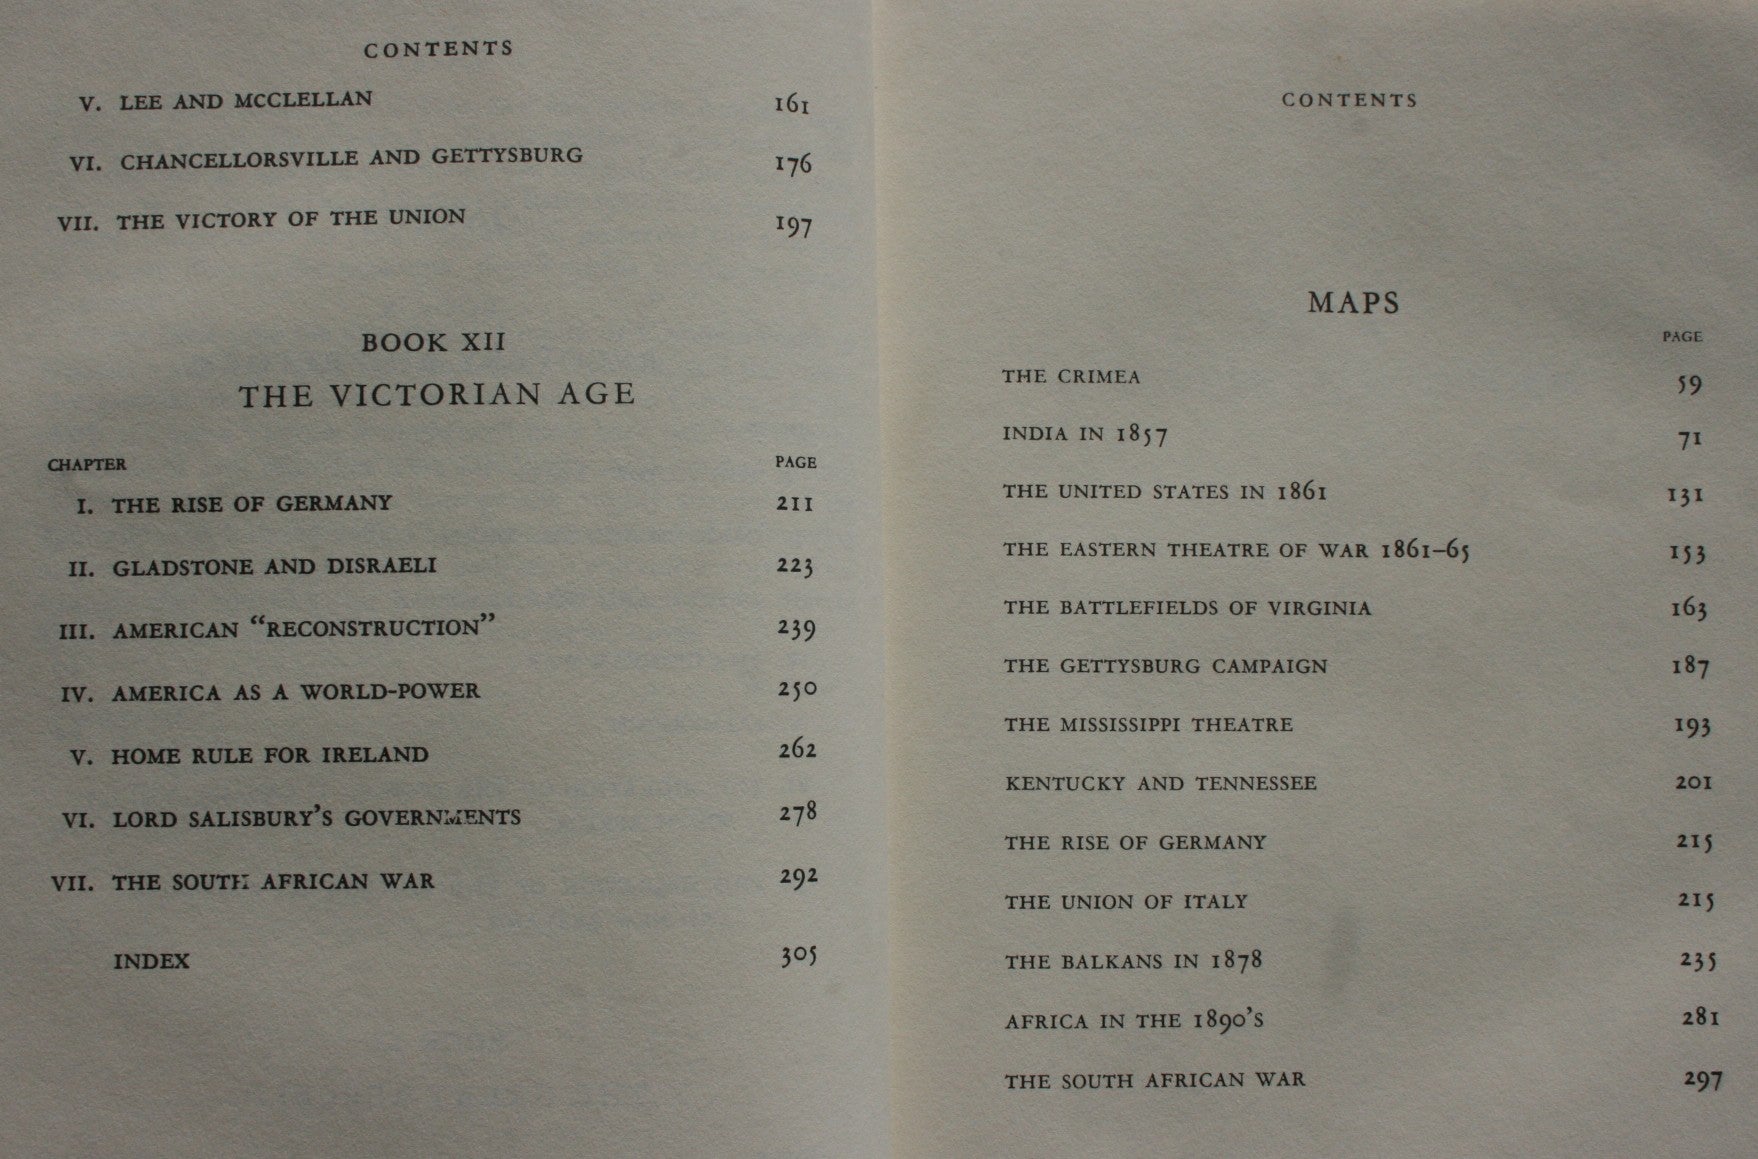 CONTENTS
V. LEE AND MCCLELLAN 161
VI. CHANCELLORSVILLE AND GETTYSBURG 176
VII. THE VICTORY OF THE UNION 197
BOOK XII
THE VICTORIAN AGE
CHAPTER PAGE
I. THE RISE OF GERMANY 211
II. GLADSTONE AND DISRAELI 223
III. AMERICAN “RECONSTRUCTION” 239
IV. AMERICA AS A WORLD-POWER 250
V. HOME RULE FOR IRELAND 262
VI. LORD SALISBURY’S GOVERNMENTS 278
VII. THE SOUTH AFRICAN WAR 292
INDEX 305
CONTENTS
MAPS
PAGE
THE CRIMEA 59
INDIA IN 1857 71
THE UNITED STATES IN 1861 131
THE EASTERN THEATRE OF WAR 1861–65 153
THE BATTLEFIELDS OF VIRGINIA 163
THE GETTYSBURG CAMPAIGN 187
THE MISSISSIPPI THEATRE 193
KENTUCKY AND TENNESSEE 201
THE RISE OF GERMANY 215
THE UNION OF ITALY 215
THE BALKANS IN 1878 235
AFRICA IN THE 1890’S 281
THE SOUTH AFRICAN WAR 297